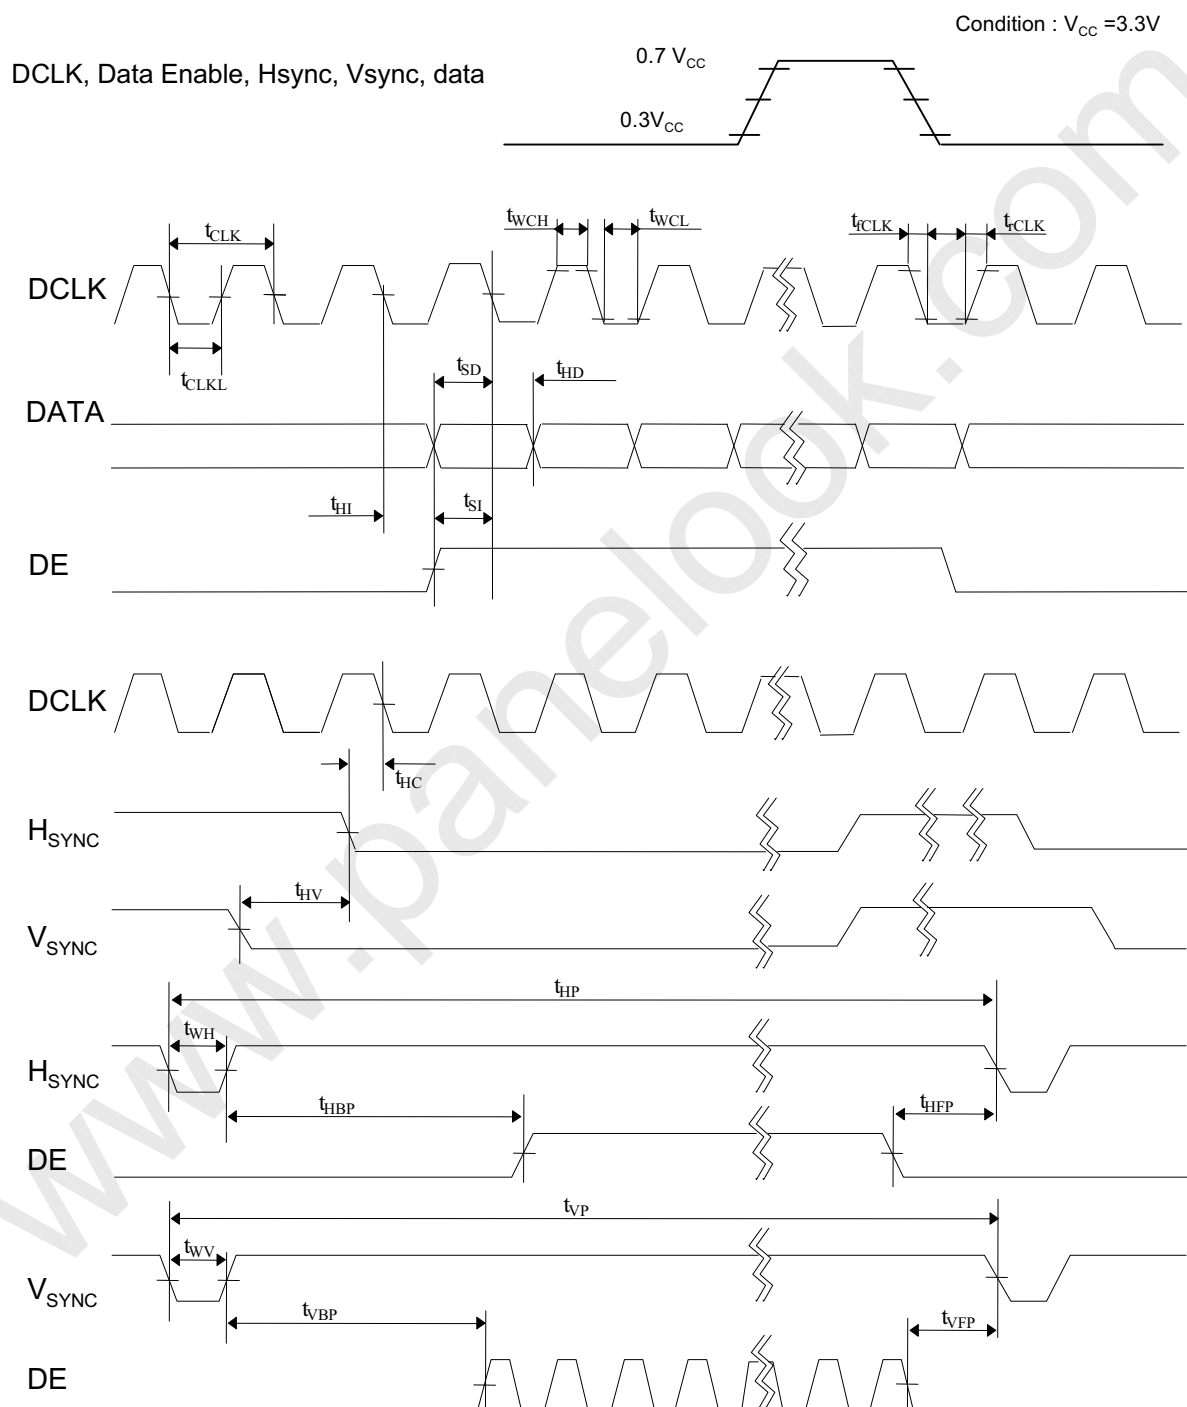 Condition : VCC =3.3V
0.7 VCC
DCLK, Data Enable, Hsync, Vsync, data
0.3VCC
tCLK
tWCH
tWCL
tfCLK
trCLK
DCLK
tCLKL
tSD
tHD
DATA
tHI
tSI
DE
DCLK
tHC
HSYNC
tHV
VSYNC
tHP
tWH
HSYNC
tHBP
tHFP
DE
tVP
tWV
VSYNC
tVBP
tVFP
DE
www.panelook.com